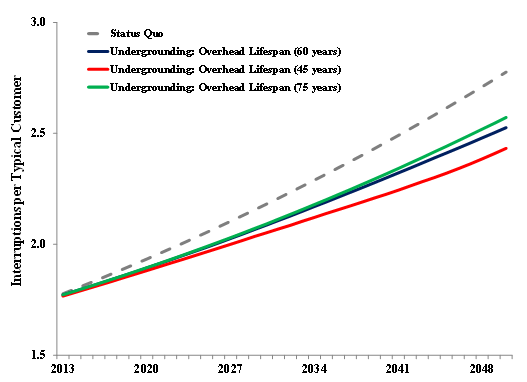 3.0
Status Quo
Undergrounding: Overhead Lifespan (60 years)
Undergrounding: Overhead Lifespan (45 years)
Undergrounding: Overhead Lifespan (75 years)
Interruptions per Typical Customer
2.5
2.0
1.5
2013 2020 2027 2034 2041 2048